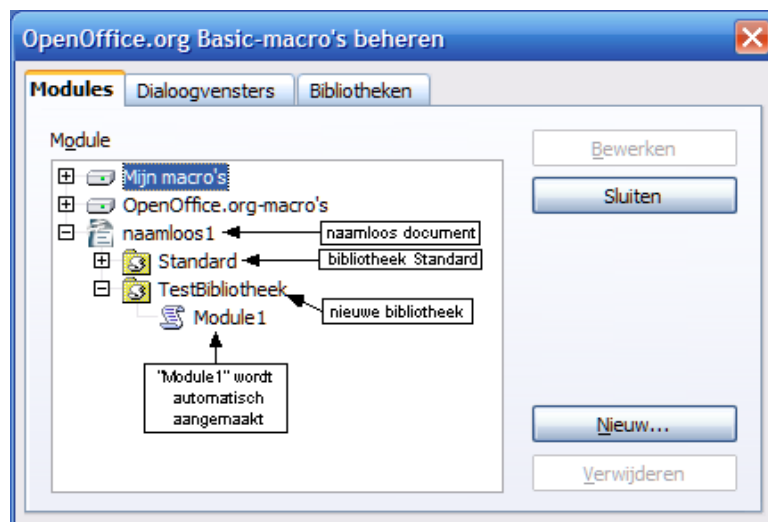 OpenOffice.org Basic-macro's beheren
Modules Dialoogvensters Bibliotheken
Module
Bewerken
Mijn macro's
Sluiten
OpenOffice.org-macro's
naamloos1 naamloos document
Standard bibliotheek Standard
TestBibliotheek
nieuwe bibliotheek
Module1
"Module1" wordt
automatisch
aangemaakt
Nieuw...
Verwijderen